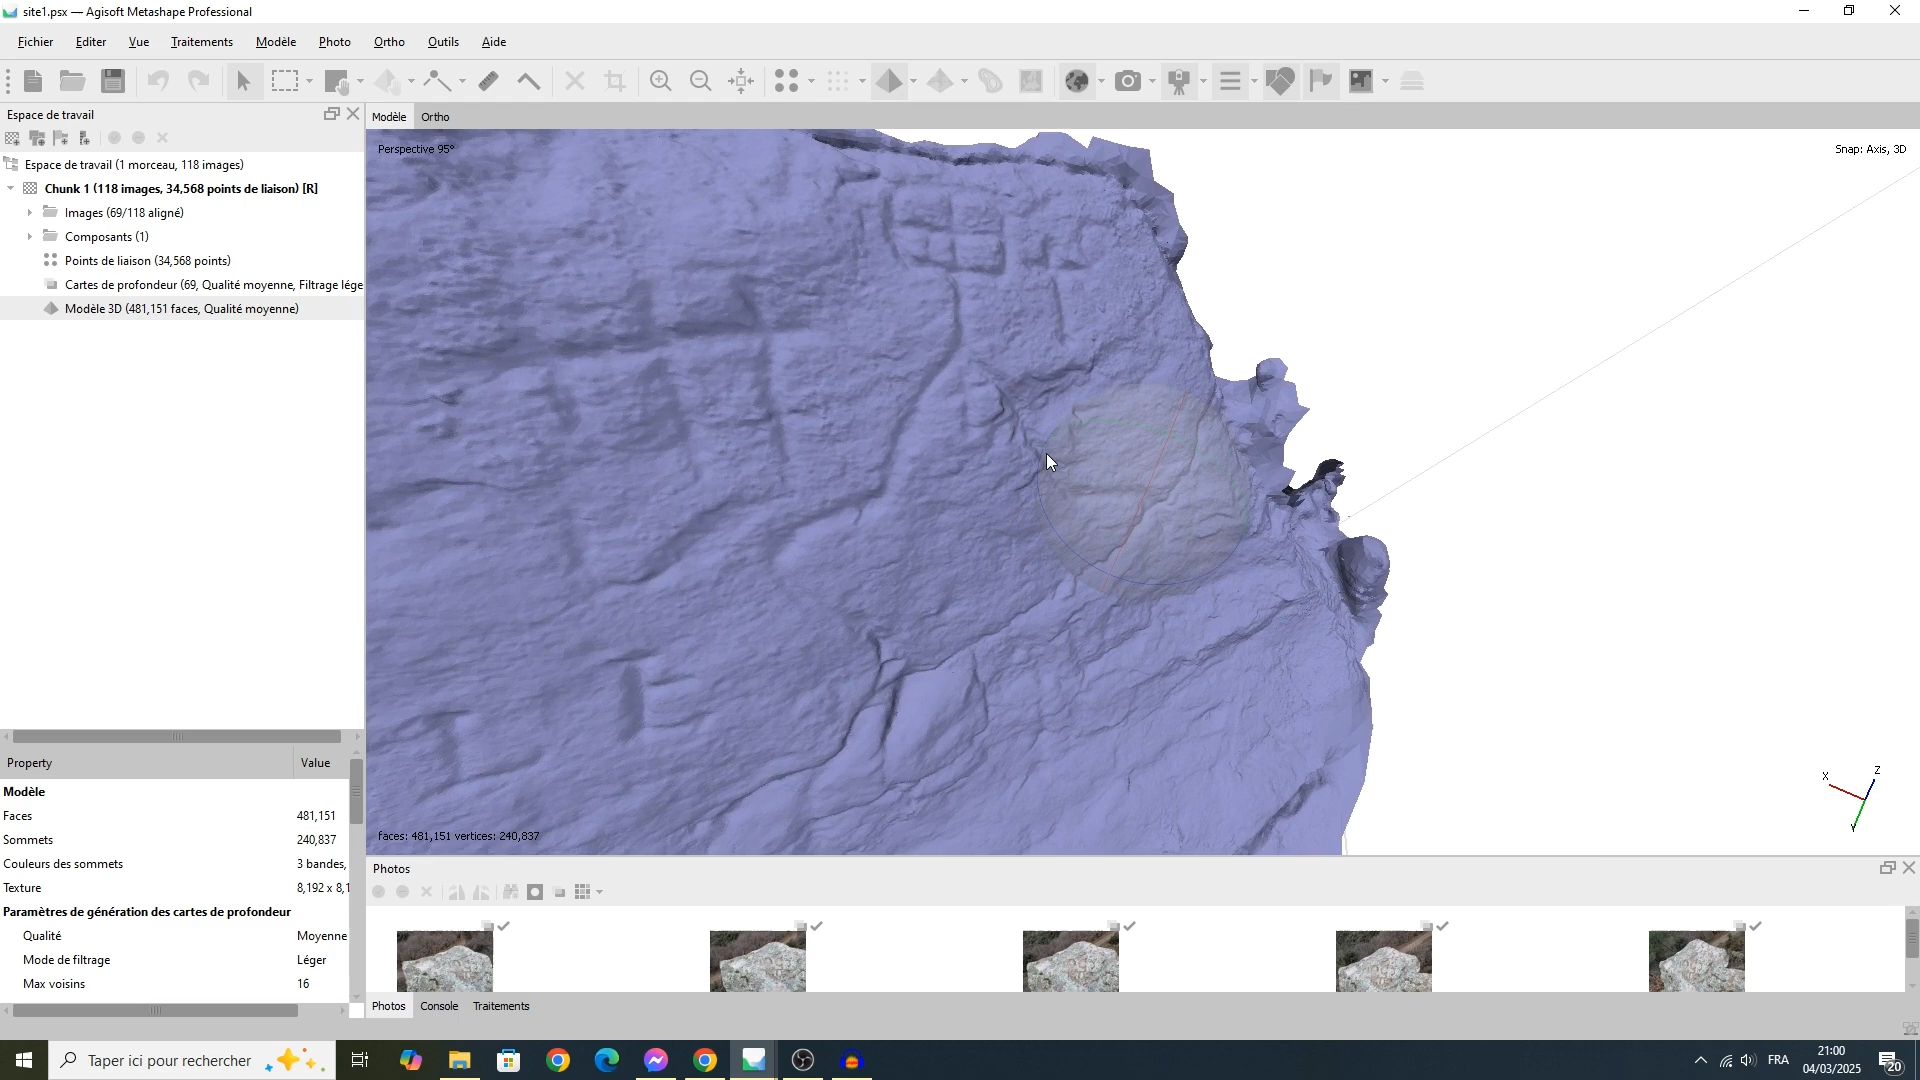 site1.psx — Agisoft Metashape Professional
Fichier Editer Vue Traitements Modèle Photo Ortho Outils Aide
Espace de travail
Modèle Ortho
Perspective 95°
Snap: Axis, 3D
Espace de travail (1 morceau, 118 images)
Chunk 1 (118 images, 34,568 points de liaison) [R]
Images (69/118 aligné)
Composants (1)
Points de liaison (34,568 points)
Cartes de profondeur (69, Qualité moyenne, Filtrage lége
Modèle 3D (481,151 faces, Qualité moyenne)
X
Z
Y
faces: 481,151 vertices: 240,837
Property Value
Modèle
Faces 481,151
Sommets 240,837
Couleurs des sommets 3 bandes,
Texture 8,192 x 8,1
Paramètres de génération des cartes de profondeur
Qualité Moyenne
Mode de filtrage Léger
Max voisins 16
Photos
Photos Console Traitements
Taper ici pour rechercher
FRA
21:00
04/03/2025
20